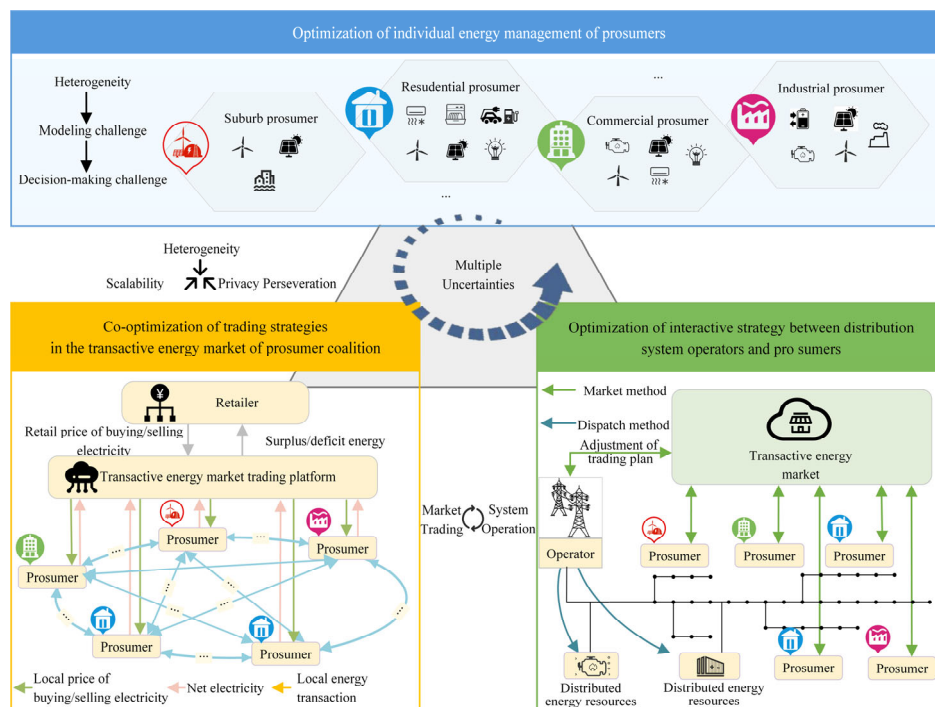 Optimization of individual energy management of prosumers
Heterogeneity
Modeling challenge
Decision-making challenge
Suburb prosumer
Resudential prosumer
...
Commercial prosumer
Industrial prosumer
...
Heterogeneity
Scalability
Privacy Perseveration
Multiple
Uncertainties
Co-optimization of trading strategies
in the transactive energy market of prosumer coalition
¥
Retailer
Retail price of buying/selling
electricity
Surplus/deficit energy
Transactive energy market trading platform
Prosumer
Prosumer
Prosumer
Prosumer
Prosumer
...
...
...
...
...
...
...
...
Local price of
buying/selling electricity
Net electricity
Local energy
transaction
Market
Trading
System
Operation
Optimization of interactive strategy between distribution
system operators and pro sumers
Market method
Dispatch method
Adjustment of
trading plan
Transactive energy
market
Operator
Prosumer
Prosumer
Prosumer
Prosumer
Prosumer
Distributed
energy resources
Distributed energy
resources